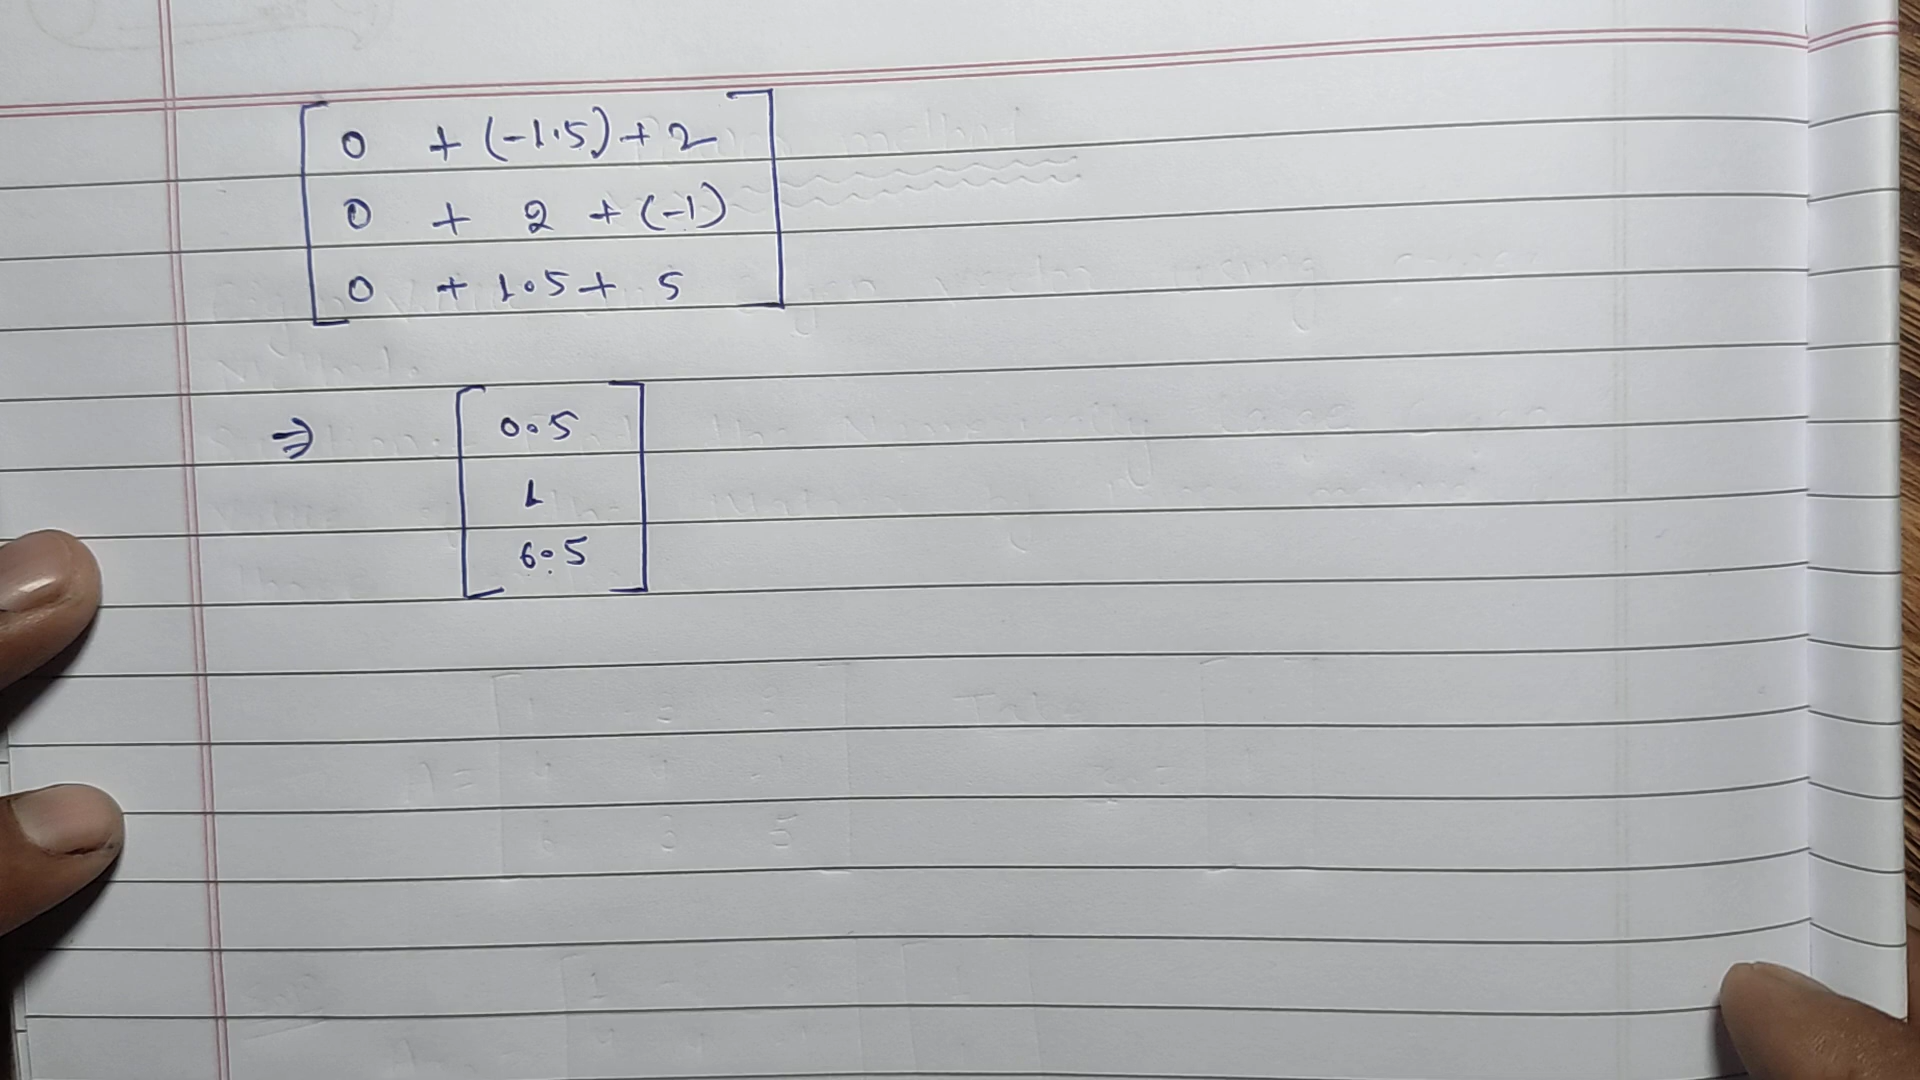 0 + (-1.5) + 2
0 + 2 + (-1)
0 + 1.5 + 5
⇒ 0.5
1
6.5